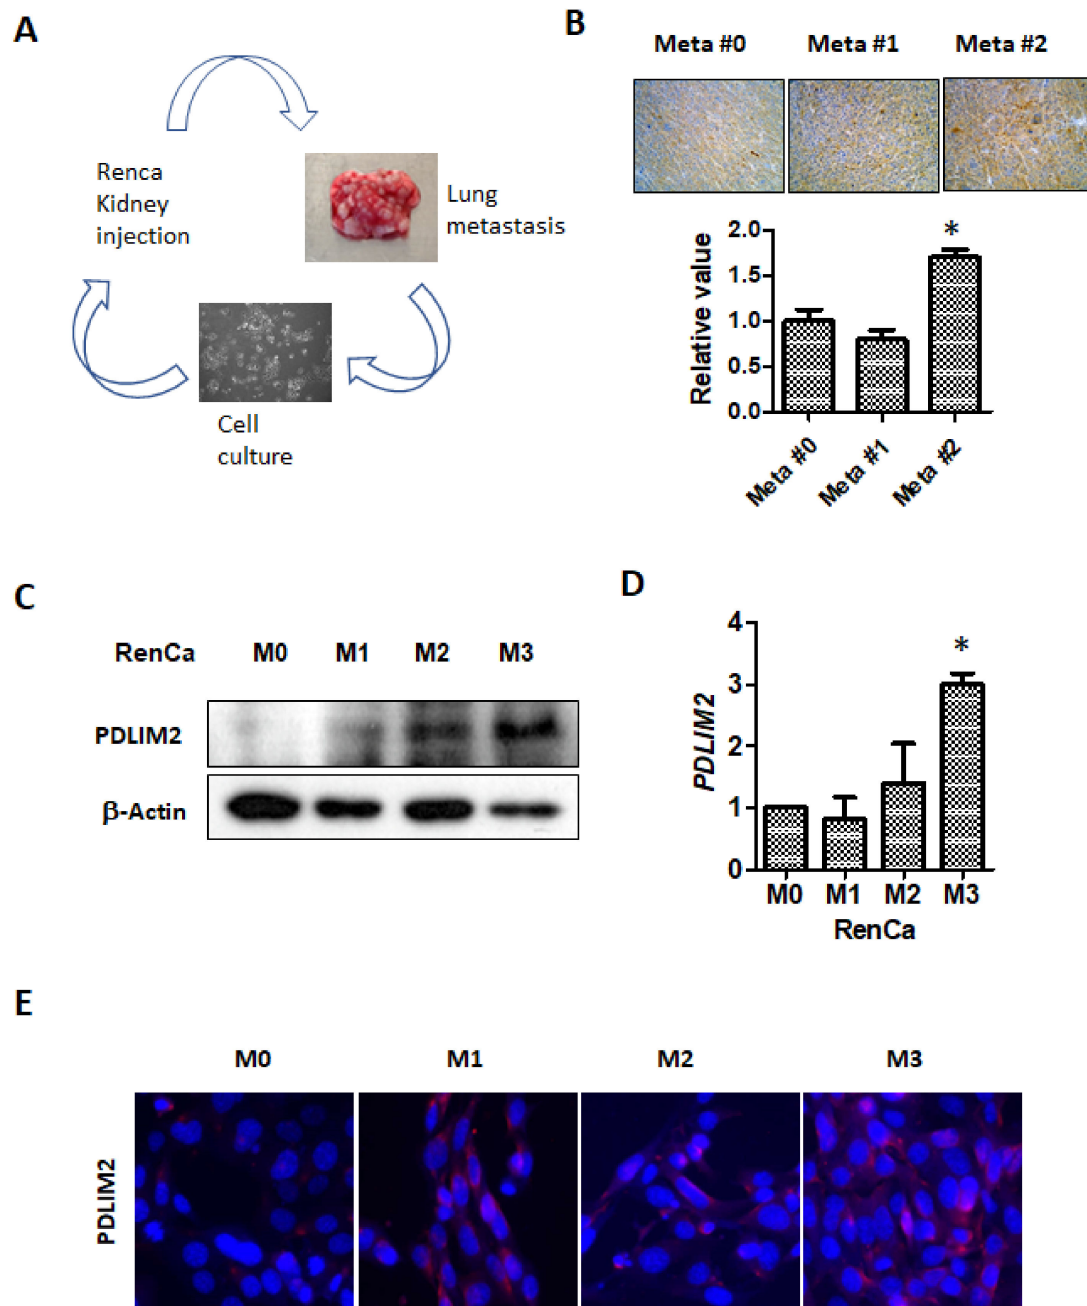 A
Renca
Kidney
injection
Lung
metastasis
Cell
culture
B
Meta #0 Meta #1 Meta #2
Relative value
2.0
1.5
1.0
0.5
0.0
*
Meta #0 Meta #1 Meta #2
C
RenCa M0 M1 M2 M3
PDLIM2
β-Actin
D
PDLIM2
4
3
2
1
0
*
M0 M1 M2 M3
RenCa
E
M0 M1 M2 M3
PDLIM2